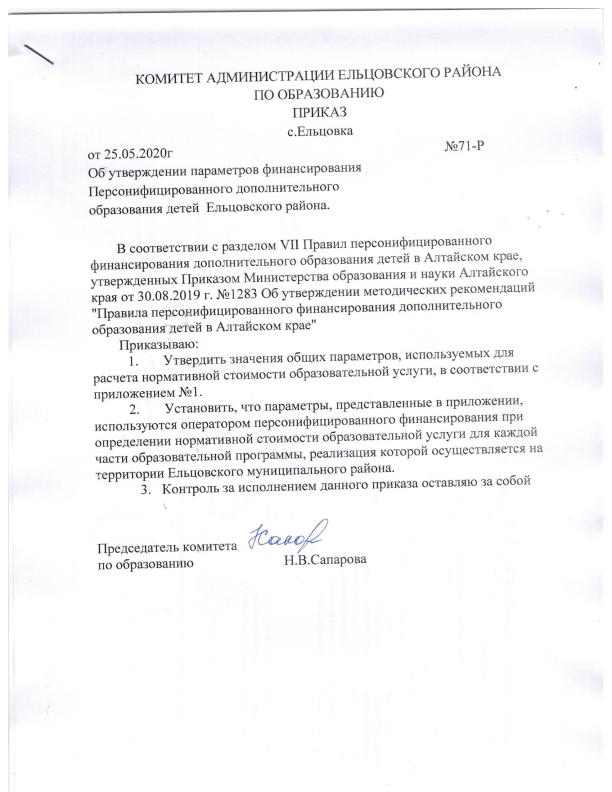 КОМИТЕТ АДМИНИСТРАЦИИ ЕЛЬЦОВСКОГО РАЙОНА
ПО ОБРАЗОВАНИЮ
ПРИКАЗ
с.Ельцовка
от 25.05.2020г №71-Р
Об утверждении параметров финансирования
Персонифицированного дополнительного
образования детей Ельцовского района.
В соответствии с разделом VII Правил персонифицированного
финансирования дополнительного образования детей в Алтайском крае,
утвержденных Приказом Министерства образования и науки Алтайского
края от 30.08.2019 г. №1283 Об утверждении методических рекомендаций
"Правила персонифицированного финансирования дополнительного
образования детей в Алтайском крае"
Приказываю:
1. Утвердить значения общих параметров, используемых для
расчета нормативной стоимости образовательной услуги, в соответствии с
приложением №1.
2. Установить, что параметры, представленные в приложении,
используются оператором персонифицированного финансирования при
определении нормативной стоимости образовательной услуги для каждой
части образовательной программы, реализация которой осуществляется на
территории Ельцовского муниципального района.
3. Контроль за исполнением данного приказа оставляю за собой
Председатель комитета
по образованию Н.В.Сапарова